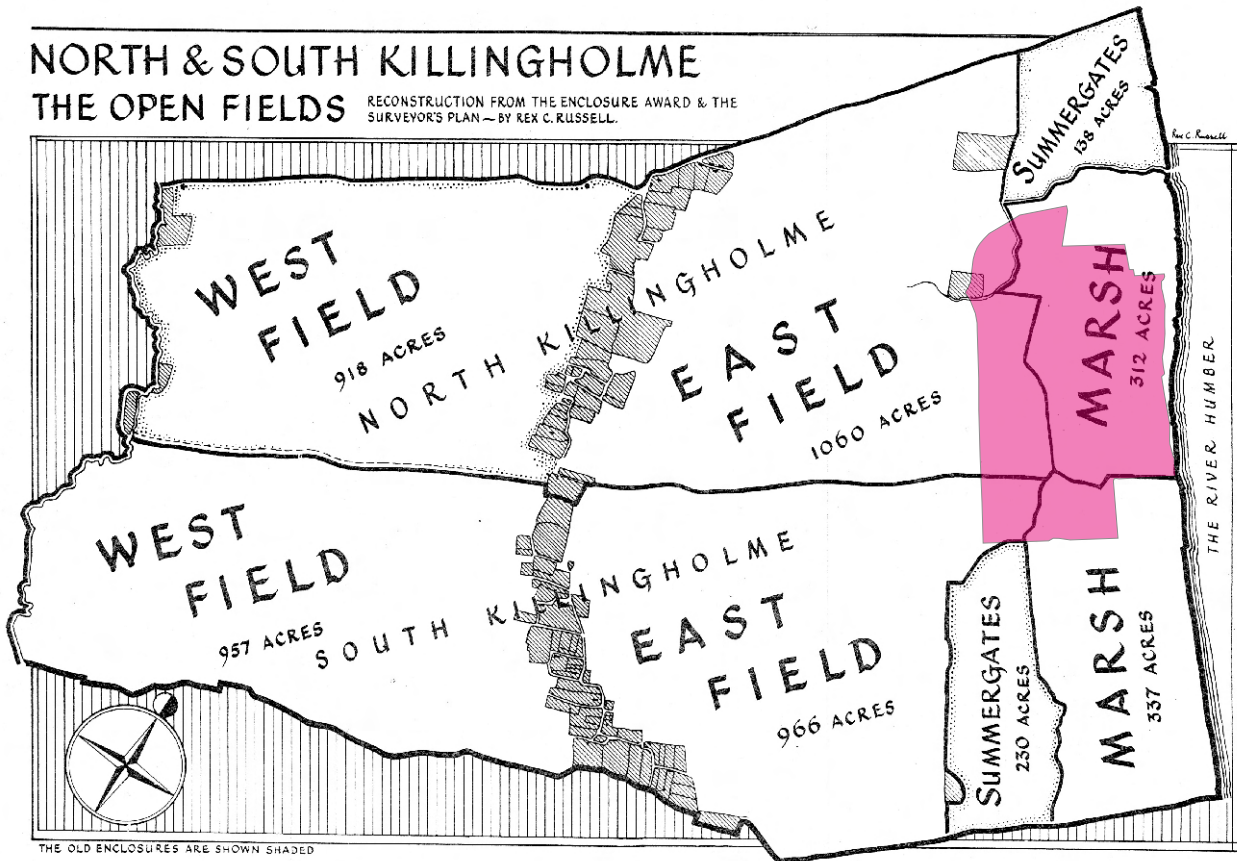 NORTH & SOUTH KILLINGHOLME
THE OPEN FIELDS
RECONSTRUCTION FROM THE ENCLOSURE AWARD & THE
SURVEYOR'S PLAN ~ BY REX C. RUSSELL.
SUMMERGATES
138 ACRES
Rex C. Russell
WEST
FIELD
918 ACRES
NORTH KILLINGHOLME
EAST
FIELD
1060 ACRES
MARSH
312 ACRES
THE RIVER HUMBER
WEST
FIELD
957 ACRES
SOUTH KILLINGHOLME
EAST
FIELD
966 ACRES
SUMMERGATES
230 ACRES
MARSH
337 ACRES
THE OLD ENCLOSURES ARE SHOWN SHADED